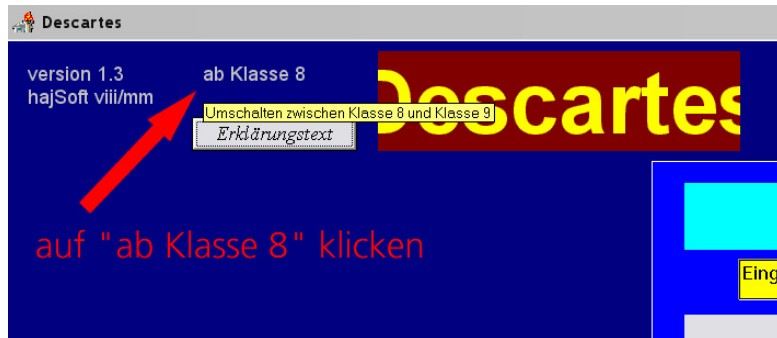 Descartes
version 1.3
hajSoft viii/mm
ab Klasse 8
Descartes
Umschalten zwischen Klasse 8 und Klasse 9
Erklärungstext
auf "ab Klasse 8" klicken
Eing